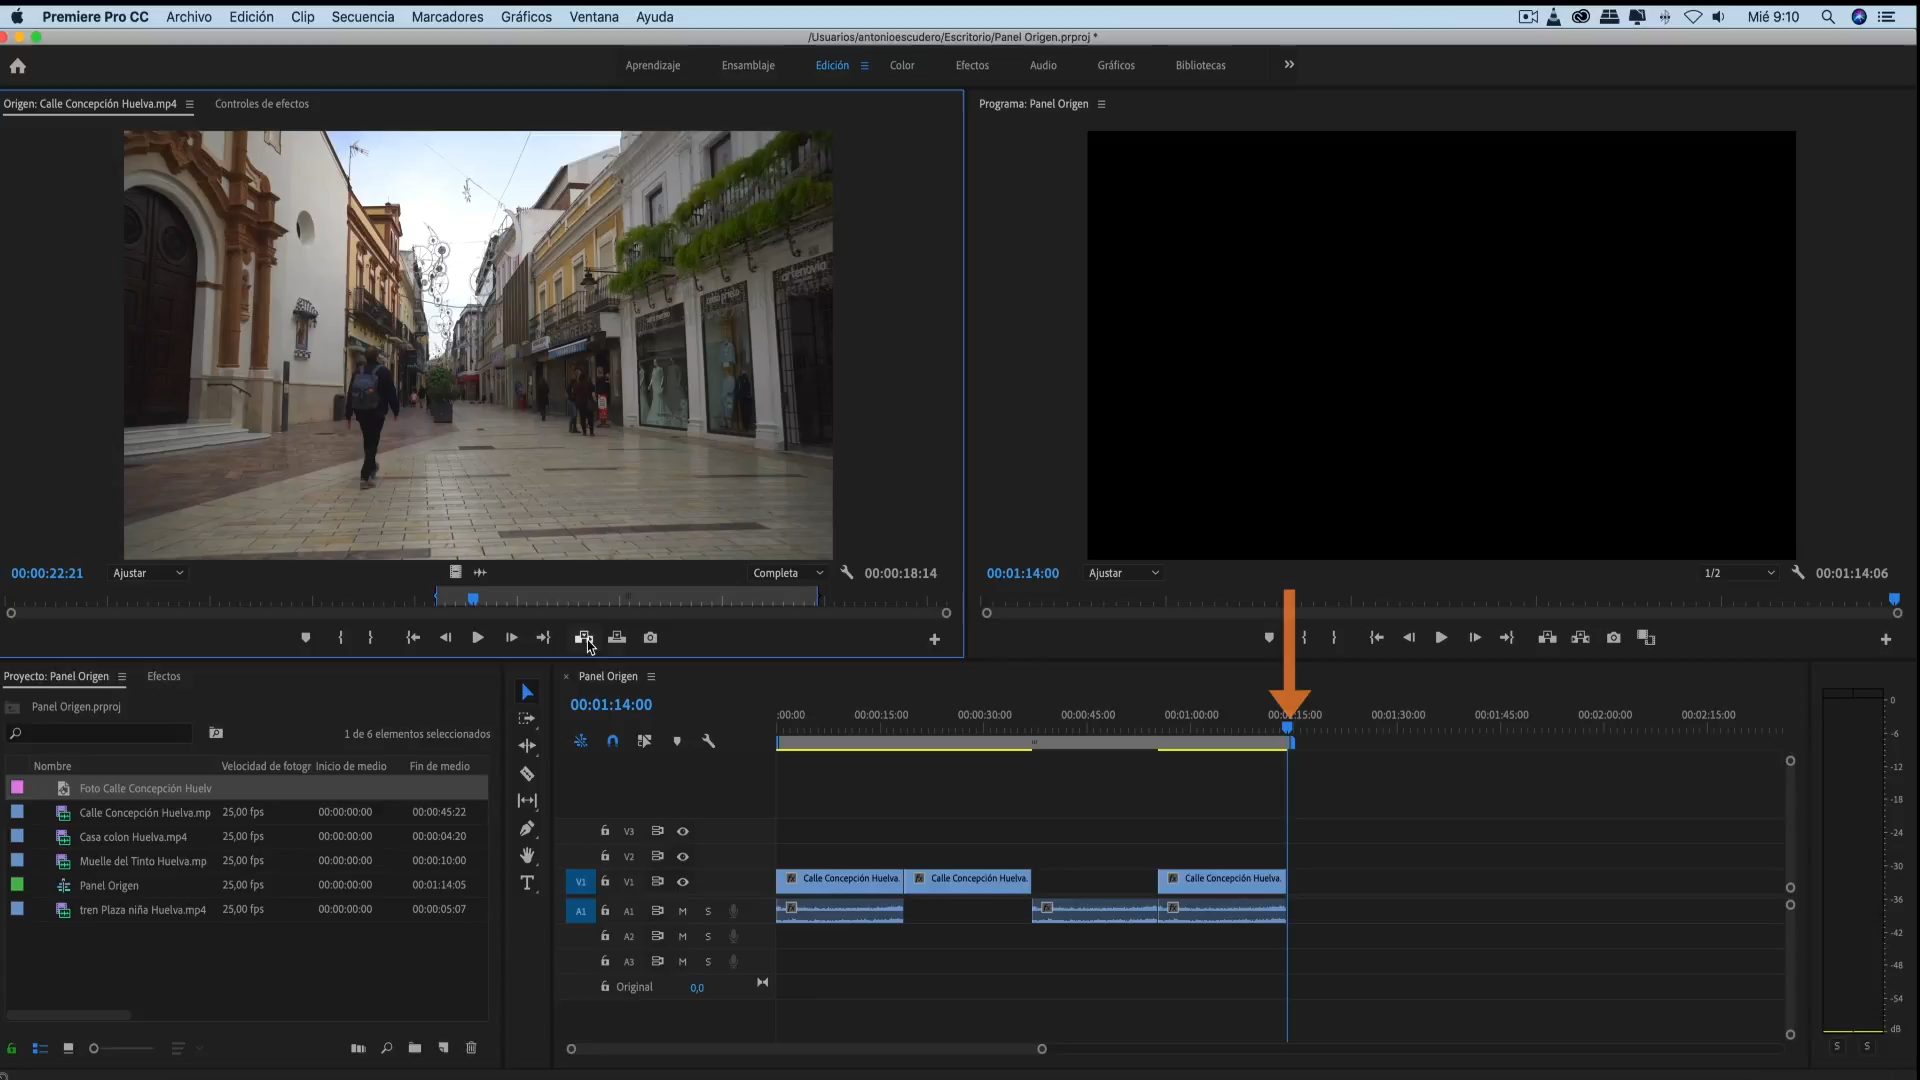 Premiere Pro CC Archivo Edición Clip Secuencia Marcadores Gráficos Ventana Ayuda Mié 9:10
/Usuarios/antonioescudero/Escritorio/Panel Origen.prproj *
Aprendizaje Ensamblaje Edición Color Efectos Audio Gráficos Bibliotecas
Origen: Calle Concepción Huelva.mp4 Controles de efectos
Programa: Panel Origen
00:00:22:21 Ajustar Completa 00:00:18:14
00:01:14:00 Ajustar 1/2 00:01:14:06
Proyecto: Panel Origen Efectos
Panel Origen.prproj
1 de 6 elementos seleccionados
Nombre Velocidad de fotogr Inicio de medio Fin de medio
Foto Calle Concepción Huelv
Calle Concepción Huelva.mp 25,00 fps 00:00:00:00 00:00:45:22
Casa colon Huelva.mp4 25,00 fps 00:00:00:00 00:00:04:20
Muelle del Tinto Huelva.mp 25,00 fps 00:00:00:00 00:00:10:00
Panel Origen 25,00 fps 00:00:00:00 00:01:14:05
tren Plaza niña Huelva.mp4 25,00 fps 00:00:00:00 00:00:05:07
× Panel Origen
00:01:14:00
:00:00 00:00:15:00 00:00:30:00 00:00:45:00 00:01:00:00 00:01:15:00 00:01:30:00 00:01:45:00 00:02:00:00 00:02:15:00
V3
V2
V1 V1 fx Calle Concepción Huelva. fx Calle Concepción Huelva. fx Calle Concepción Huelva.
A1 A1 M S fx fx fx
A2 M S
A3 M S
Original 0,0
0
-6
-12
-18
-24
-30
-36
-42
-48
-54
dB
S S